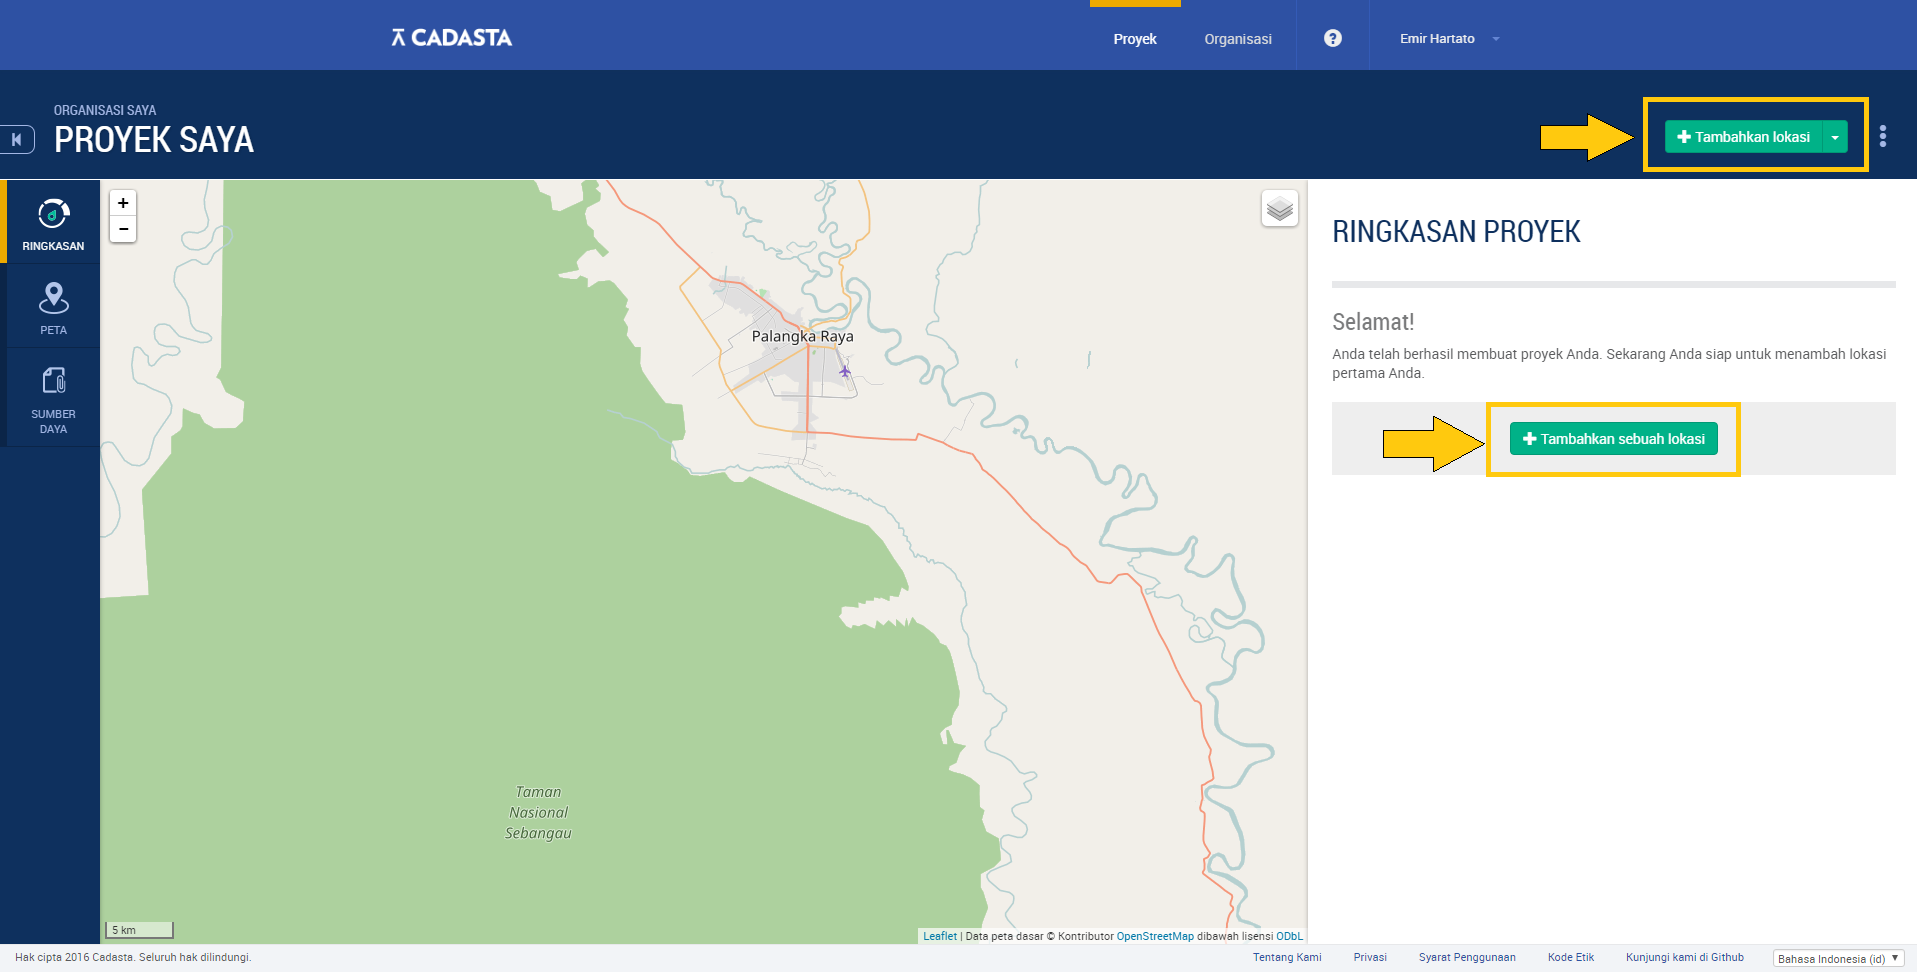 CADASTA
Proyek
Organisasi
?
Emir Hartato
ORGANISASI SAYA
PROYEK SAYA
Tambahkan lokasi
RINGKASAN
PETA
SUMBER
DAYA
+
-
Palangka Raya
Taman
Nasional
Sebangau
5 km
Leaflet | Data peta dasar © Kontributor OpenStreetMap dibawah lisensi ODbL
RINGKASAN PROYEK
Selamat!
Anda telah berhasil membuat proyek Anda. Sekarang Anda siap untuk menambah lokasi
pertama Anda.
Tambahkan sebuah lokasi
Hak cipta 2016 Cadasta. Seluruh hak dilindungi.
Tentang Kami
Privasi
Syarat Penggunaan
Kode Etik
Kunjungi kami di Github
Bahasa Indonesia (id)